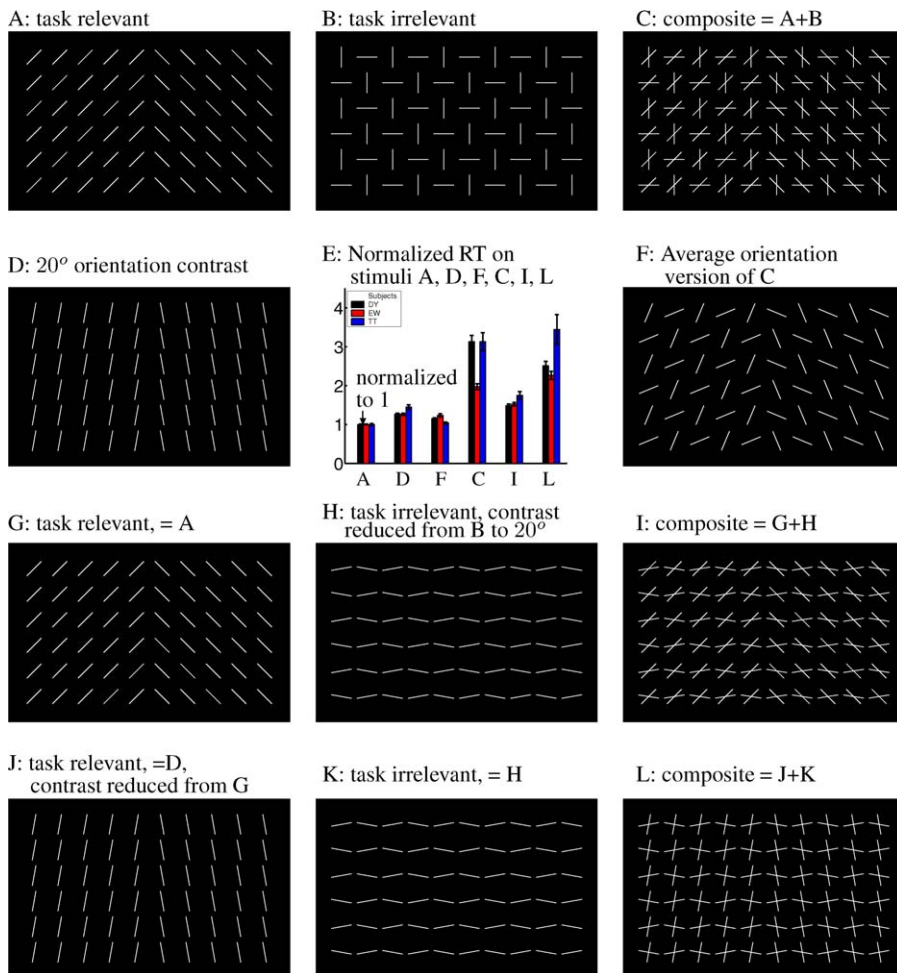 A: task relevant
B: task irrelevant
C: composite = A+B
D: 20° orientation contrast
E: Normalized RT on
stimuli A, D, F, C, I, L
Subjects
DY
EW
TT
4
3
2
1
0
normalized
to 1
A D F C I L
F: Average orientation
version of C
G: task relevant, = A
H: task irrelevant, contrast
reduced from B to 20°
I: composite = G+H
J: task relevant, =D,
contrast reduced from G
K: task irrelevant, = H
L: composite = J+K